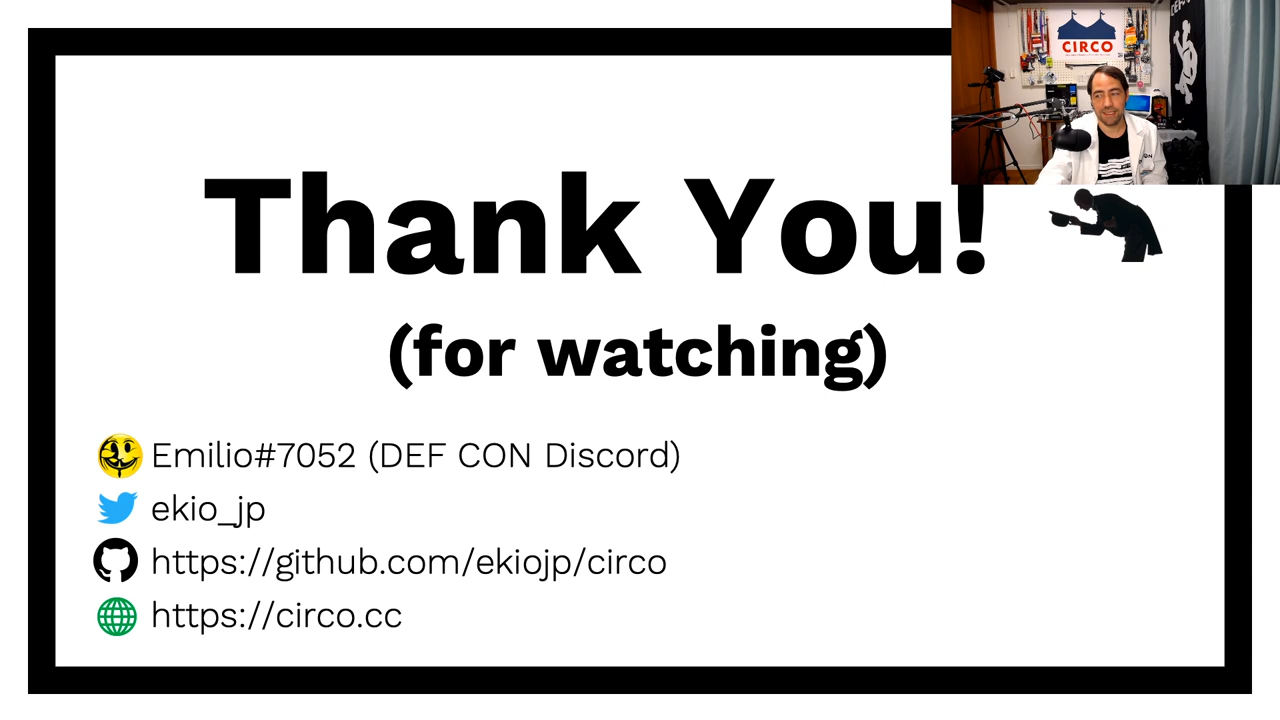 CIRCO
Thank You!
(for watching)
Emilio#7052 (DEF CON Discord)
ekio_jp
https://github.com/ekiojp/circo
https://circo.cc